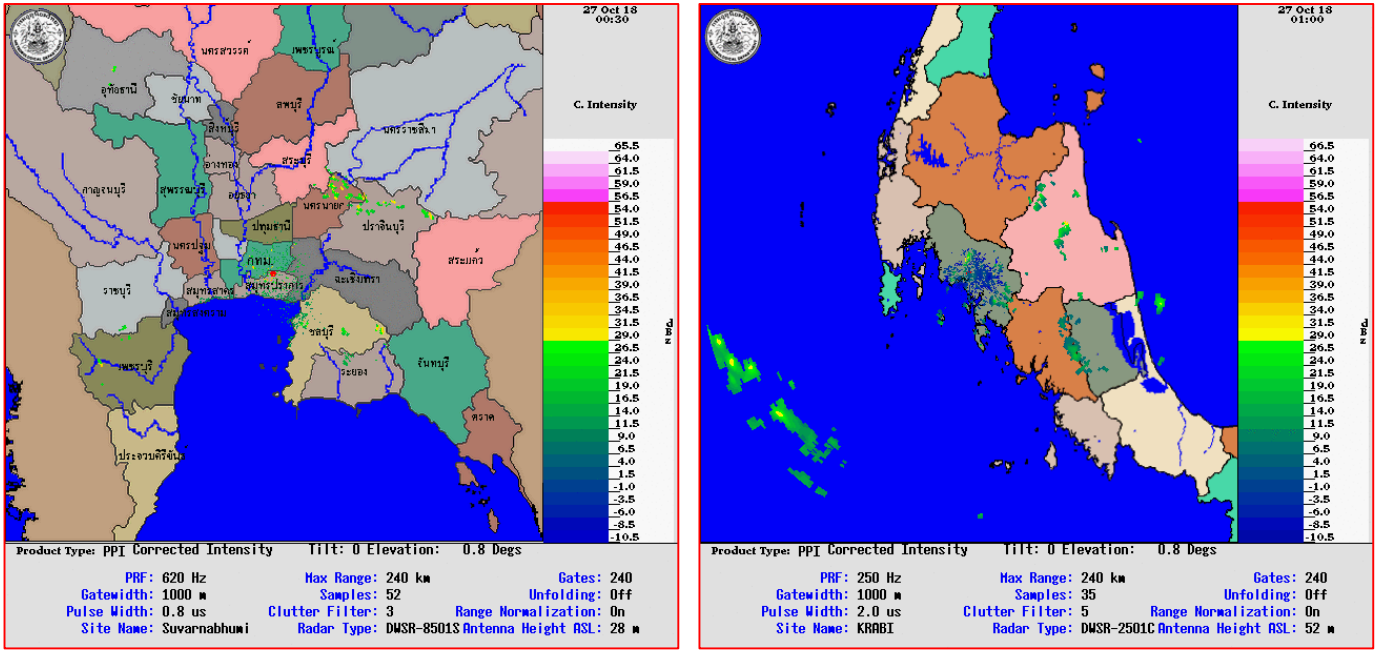 27 Oct 18
00:30
C. Intensity
65.5
64.0
61.5
59.0
56.5
54.0
51.5
49.0
46.5
44.0
41.5
39.0
36.5
34.0
31.5
29.0
26.5
24.0
21.5
19.0
16.5
14.0
11.5
9.0
6.5
4.0
1.5
-1.0
-3.5
-6.0
-8.5
-10.5
นครสวรรค์
เพชรบูรณ์
อุทัยธานี
ชัยนาท
ลพบุรี
สิงห์บุรี
นครราชสีมา
อ่างทอง
สระบุรี
กาญจนบุรี
สุพรรณบุรี
อยุธยา
นครนายก
ปราจีนบุรี
ปทุมธานี
นครปฐม
กทม.
สระแก้ว
ฉะเชิงเทรา
ราชบุรี
สมุทรสาคร
สมุทรปราการ
สมุทรสงคราม
ชลบุรี
เพชรบุรี
ระยอง
จันทบุรี
ตราด
ประจวบคีรีขันธ์
Product Type: PPI Corrected Intensity Tilt: 0 Elevation: 0.8 Degs
PRF: 620 Hz Max Range: 240 km Gates: 240
Gatewidth: 1000 m Samples: 52 Unfolding: Off
Pulse Width: 0.8 us Clutter Filter: 3 Range Normalization: On
Site Name: Suvarnabhumi Radar Type: DWSR-8501S Antenna Height ASL: 28 m
27 Oct 18
01:00
C. Intensity
66.5
64.0
61.5
59.0
56.5
54.0
51.5
49.0
46.5
44.0
41.5
39.0
36.5
34.0
31.5
29.0
26.5
24.0
21.5
19.0
16.5
14.0
11.5
9.0
6.5
4.0
1.5
-1.0
-3.5
-6.0
-8.5
-10.5
Product Type: PPI Corrected Intensity Tilt: 0 Elevation: 0.8 Degs
PRF: 250 Hz Max Range: 240 km Gates: 240
Gatewidth: 1000 m Samples: 35 Unfolding: Off
Pulse Width: 2.0 us Clutter Filter: 5 Range Normalization: On
Site Name: KRABI Radar Type: DWSR-2501C Antenna Height ASL: 52 m